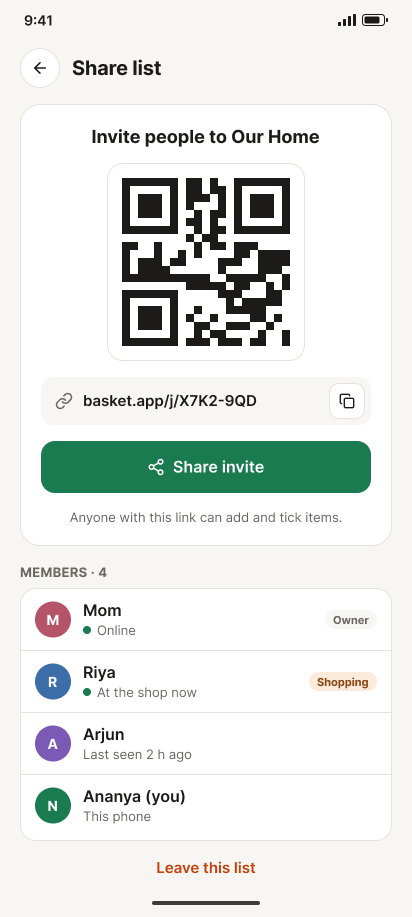 9:41
Share list
Invite people to Our Home
basket.app/j/X7K2-9QD
Share invite
Anyone with this link can add and tick items.
MEMBERS · 4
M
Mom
Online
Owner
R
Riya
At the shop now
Shopping
A
Arjun
Last seen 2 h ago
N
Ananya (you)
This phone
Leave this list